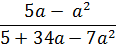 5a − a²
5 + 34a − 7a²